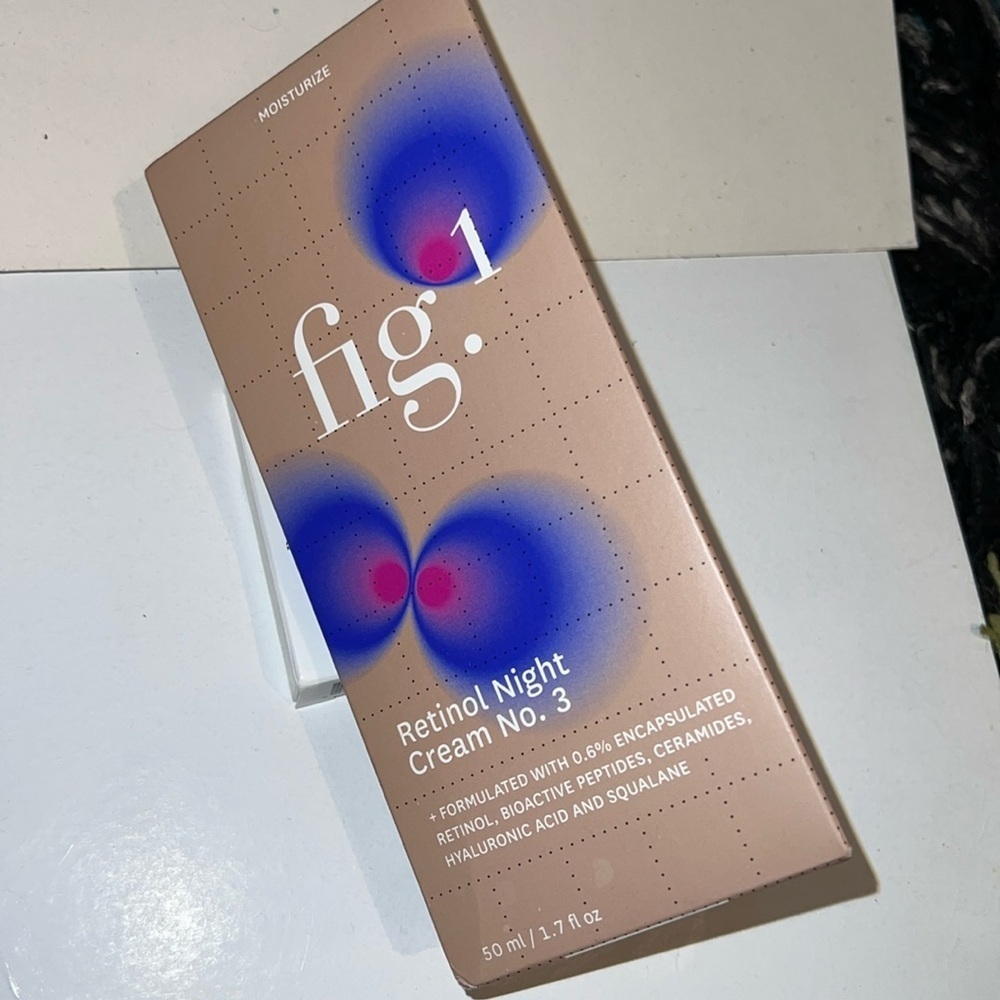 MOISTURIZE
fig. 1
Retinol Night
Cream No. 3
+ FORMULATED WITH 0.6% ENCAPSULATED
RETINOL, BIOACTIVE PEPTIDES, CERAMIDES,
HYALURONIC ACID AND SQUALANE
50 ml / 1.7 fl oz